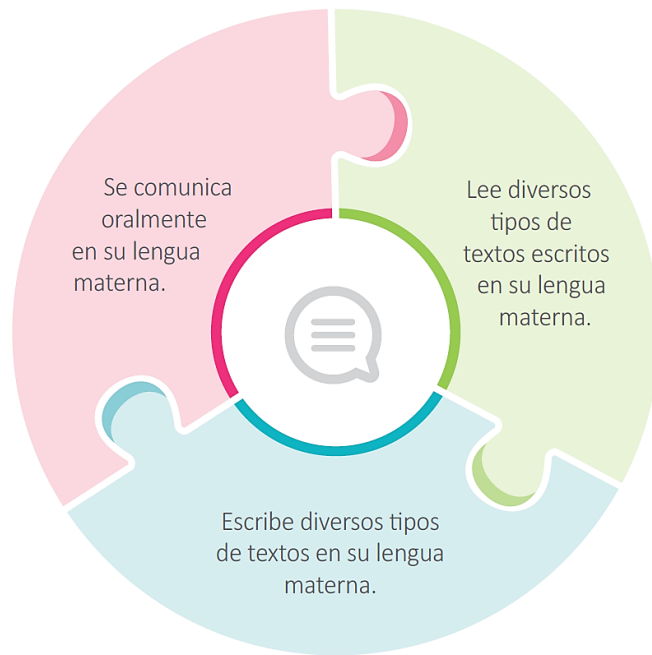 Se comunica
oralmente
en su lengua
materna.
Lee diversos
tipos de
textos escritos
en su lengua
materna.
Escribe diversos tipos
de textos en su lengua
materna.